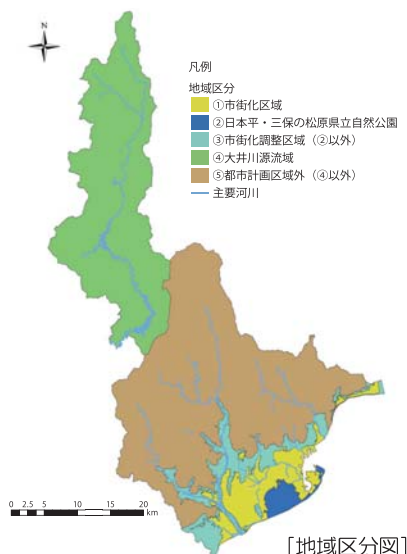 N
凡例
地域区分
①市街化区域
②日本平・三保の松原県立自然公園
③市街化調整区域（②以外）
④大井川源流域
⑤都市計画区域外（④以外）
主要河川
0 2.5 5 10 15 20
km
［地域区分図］